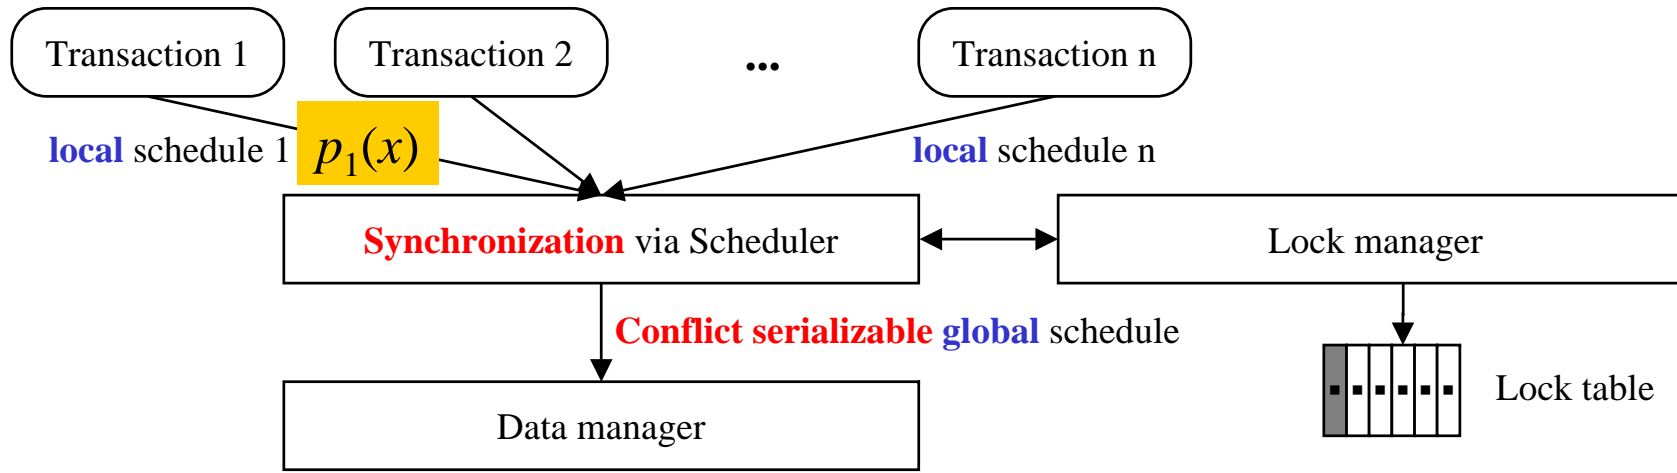 Transaction 1
Transaction 2
...
Transaction n
local schedule 1
p1(x)
local schedule n
Synchronization via Scheduler
Lock manager
Conflict serializable global schedule
Lock table
Data manager